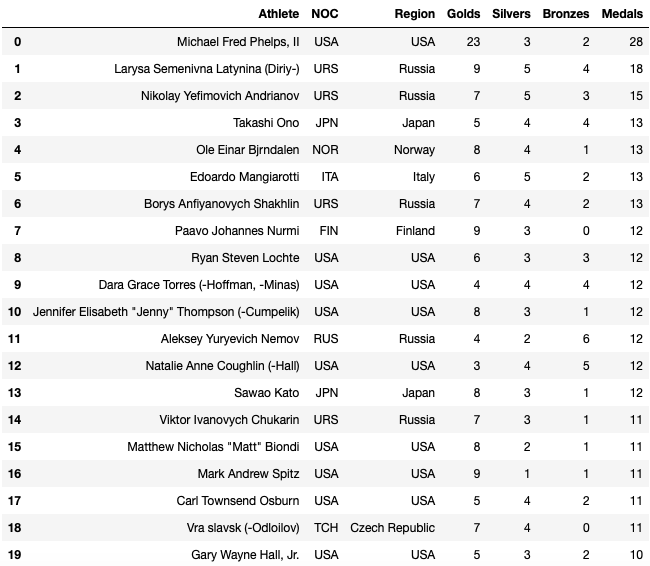 Athlete NOC Region Golds Silvers Bronzes Medals
0 Michael Fred Phelps, II USA USA 23 3 2 28
1 Larysa Semenivna Latynina (Diriy-) URS Russia 9 5 4 18
2 Nikolay Yefimovich Andrianov URS Russia 7 5 3 15
3 Takashi Ono JPN Japan 5 4 4 13
4 Ole Einar Bjrndalen NOR Norway 8 4 1 13
5 Edoardo Mangiarotti ITA Italy 6 5 2 13
6 Borys Anfiyanovych Shakhlin URS Russia 7 4 2 13
7 Paavo Johannes Nurmi FIN Finland 9 3 0 12
8 Ryan Steven Lochte USA USA 6 3 3 12
9 Dara Grace Torres (-Hoffman, -Minas) USA USA 4 4 4 12
10 Jennifer Elisabeth "Jenny" Thompson (-Cumpelik) USA USA 8 3 1 12
11 Aleksey Yuryevich Nemov RUS Russia 4 2 6 12
12 Natalie Anne Coughlin (-Hall) USA USA 3 4 5 12
13 Sawao Kato JPN Japan 8 3 1 12
14 Viktor Ivanovych Chukarin URS Russia 7 3 1 11
15 Matthew Nicholas "Matt" Biondi USA USA 8 2 1 11
16 Mark Andrew Spitz USA USA 9 1 1 11
17 Carl Townsend Osburn USA USA 5 4 2 11
18 Vra slavsk (-Odloilov) TCH Czech Republic 7 4 0 11
19 Gary Wayne Hall, Jr. USA USA 5 3 2 10